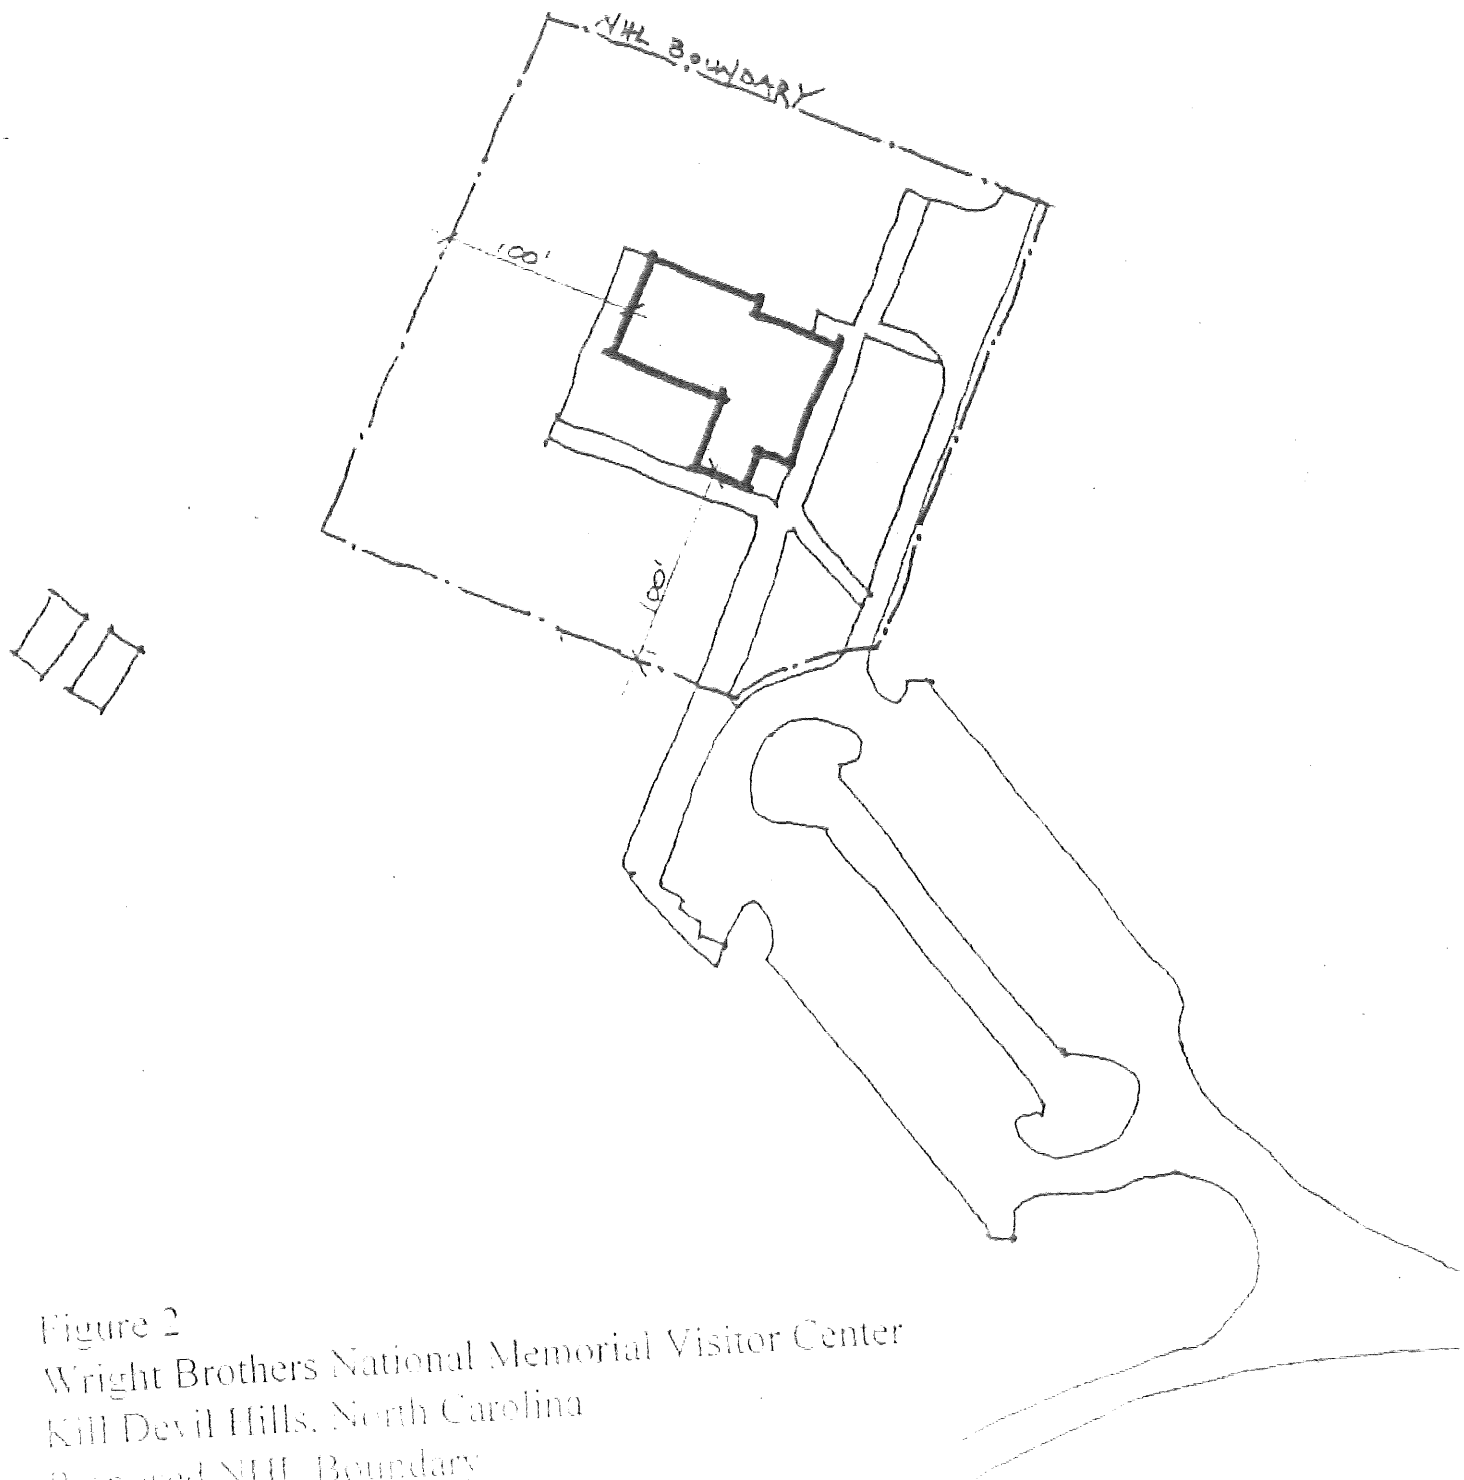 NHL BOUNDARY
100'
100'
Figure 2
Wright Brothers National Memorial Visitor Center
Kill Devil Hills, North Carolina
NHL Boundary